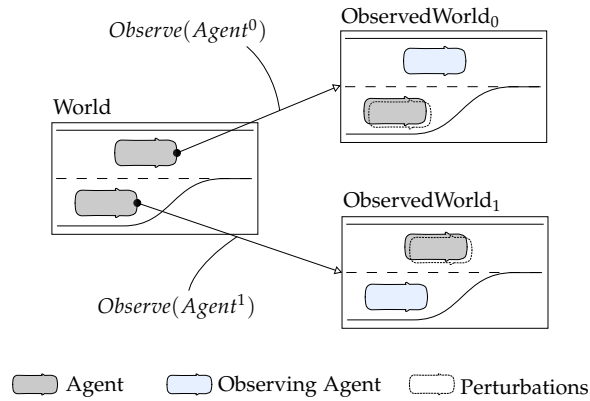 ObservedWorld₀
Observe(Agent⁰)
World
ObservedWorld₁
Observe(Agent¹)
Agent
Observing Agent
Perturbations